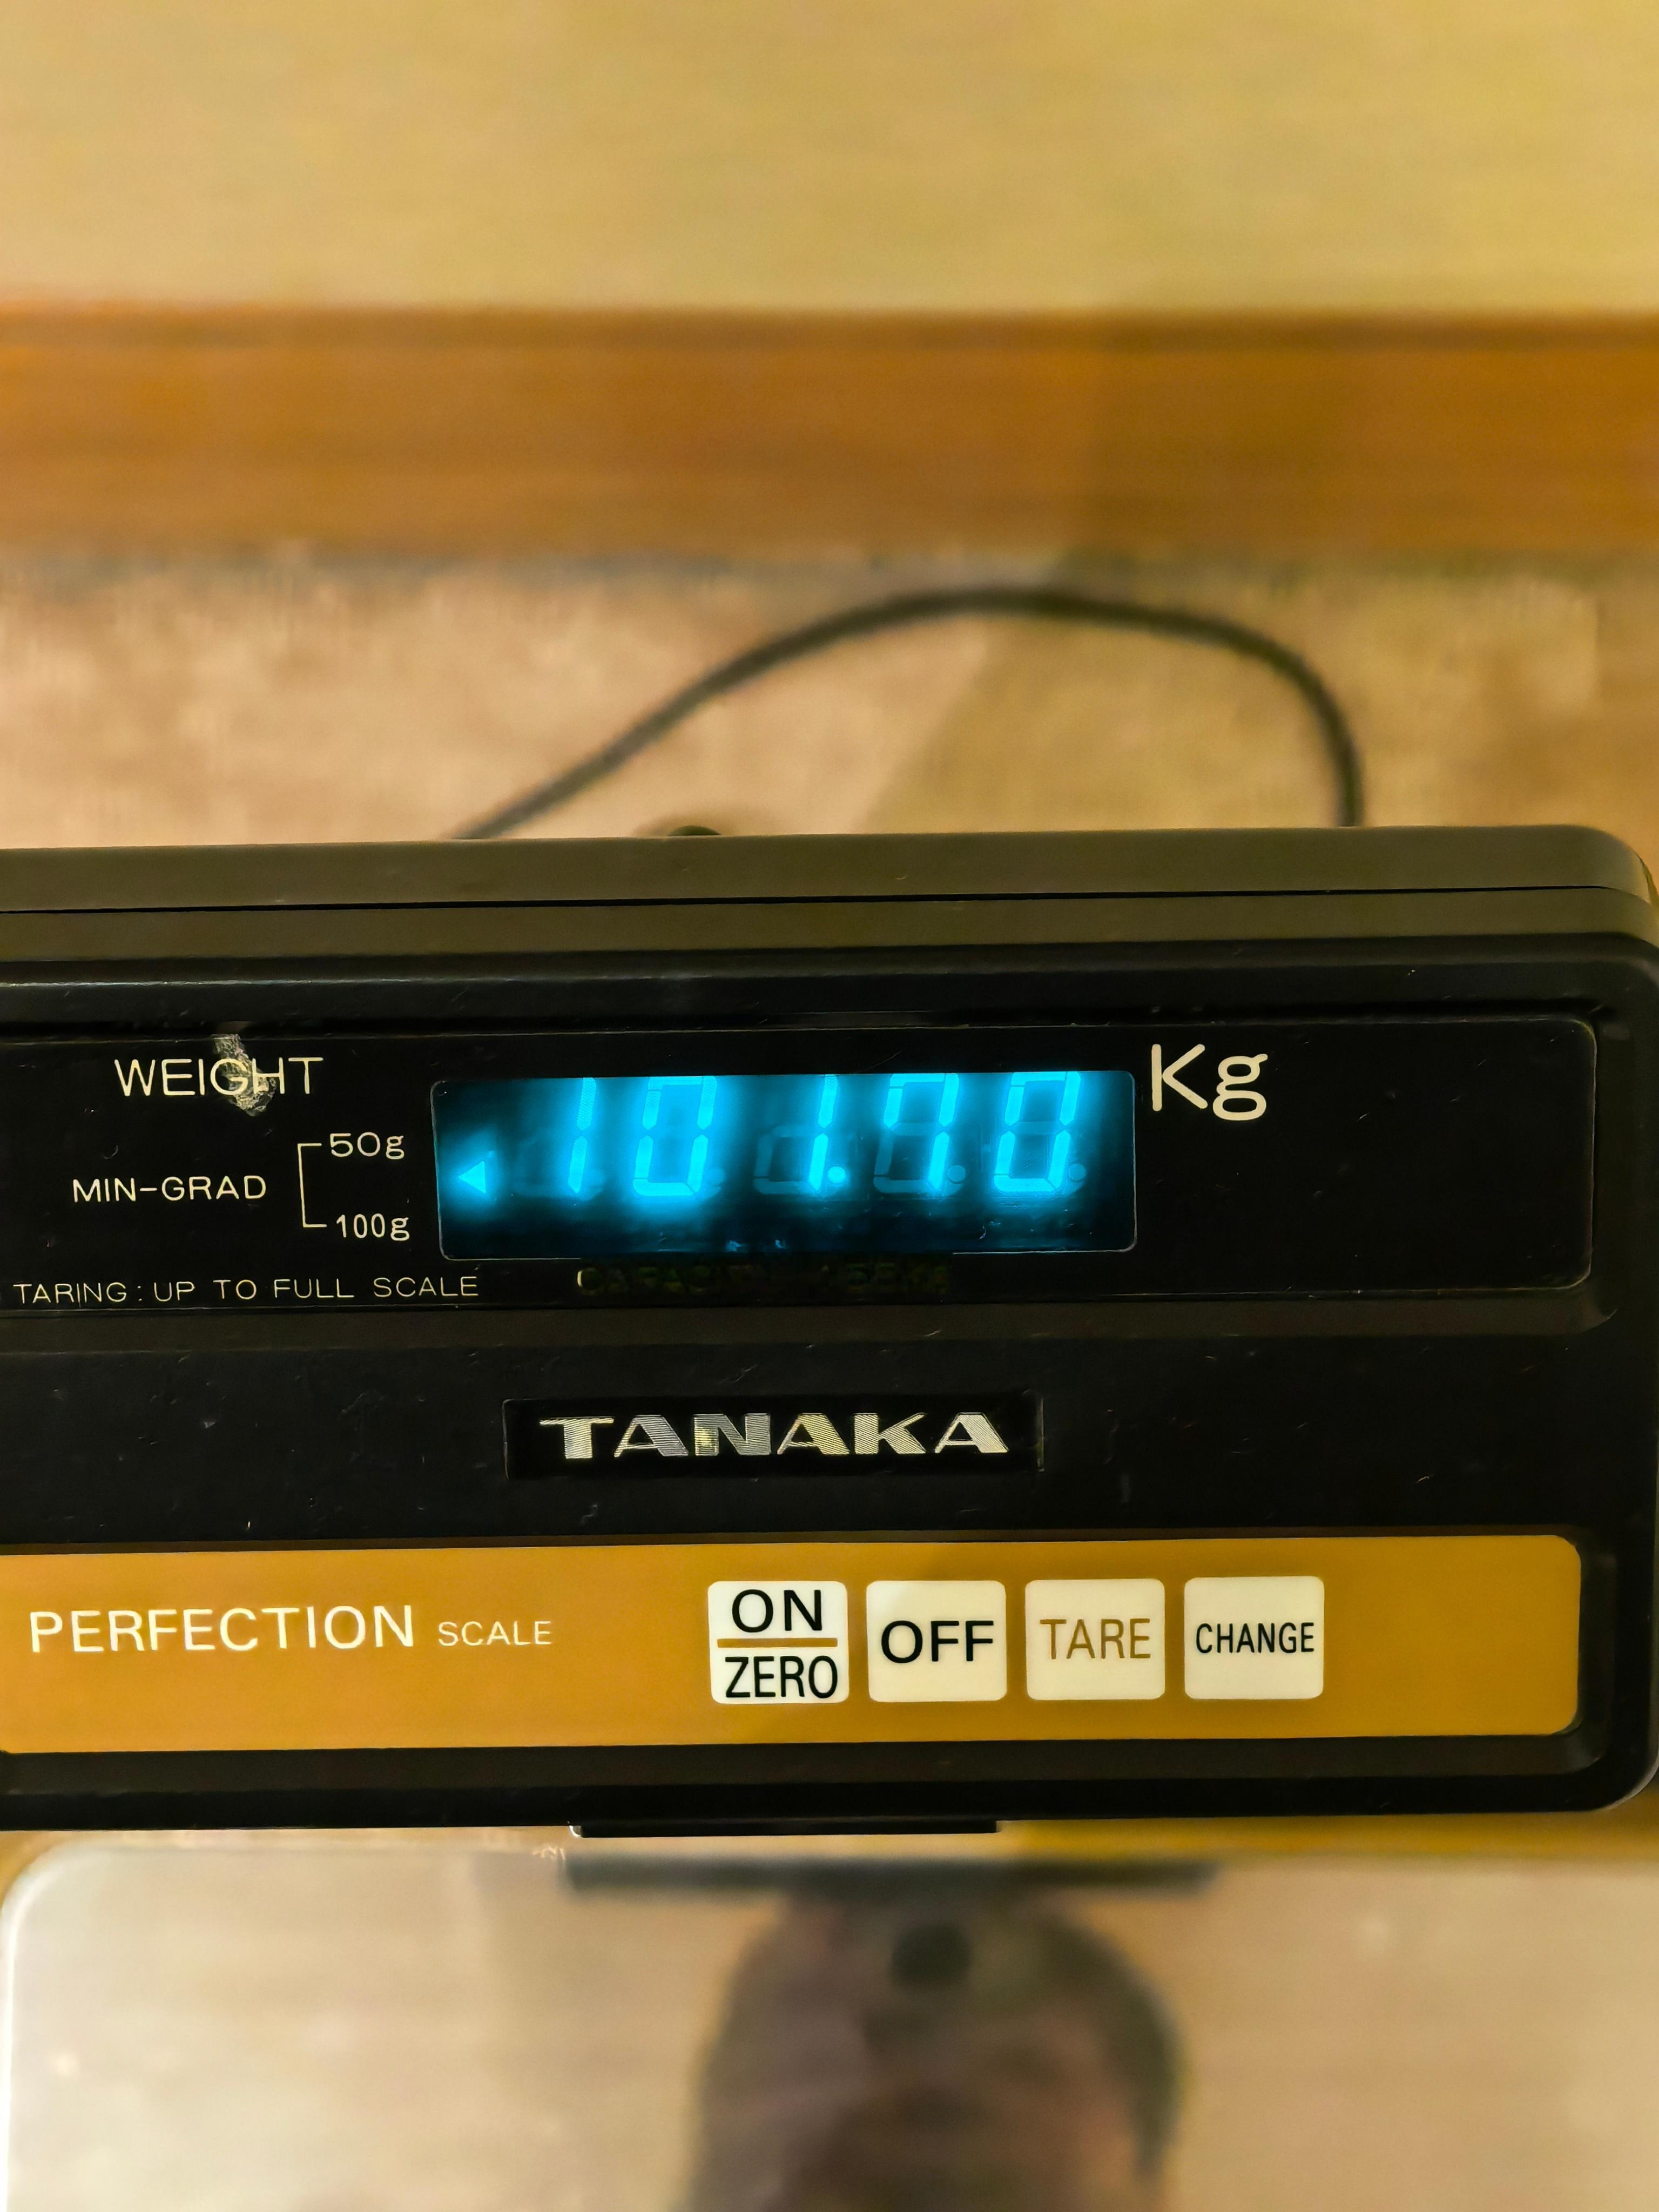 WEIGHT
101.70
Kg
50g
MIN-GRAD
100g
TARING : UP TO FULL SCALE
TANAKA
PERFECTION SCALE
ON
ZERO
OFF
TARE
CHANGE